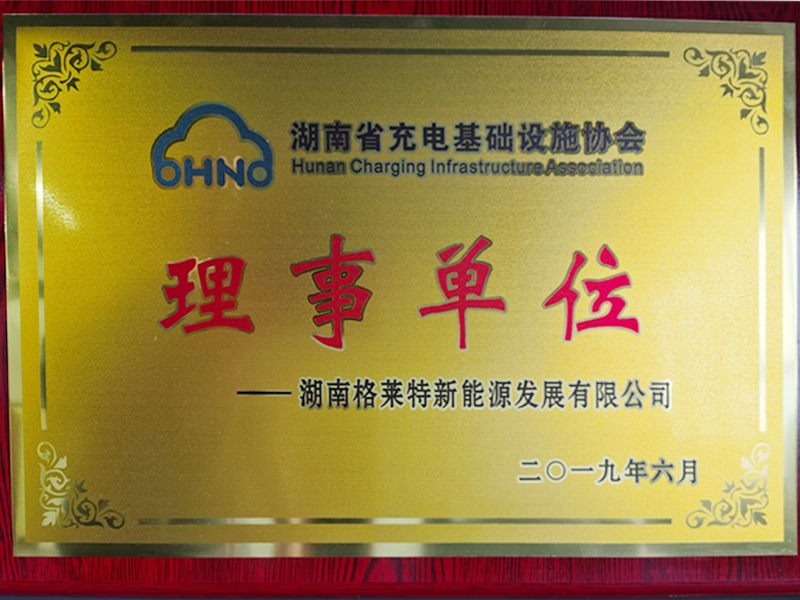 HN
湖南省充电基础设施协会
Hunan Charging Infrastructure Association
理事单位
——湖南格莱特新能源发展有限公司
二〇一九年六月